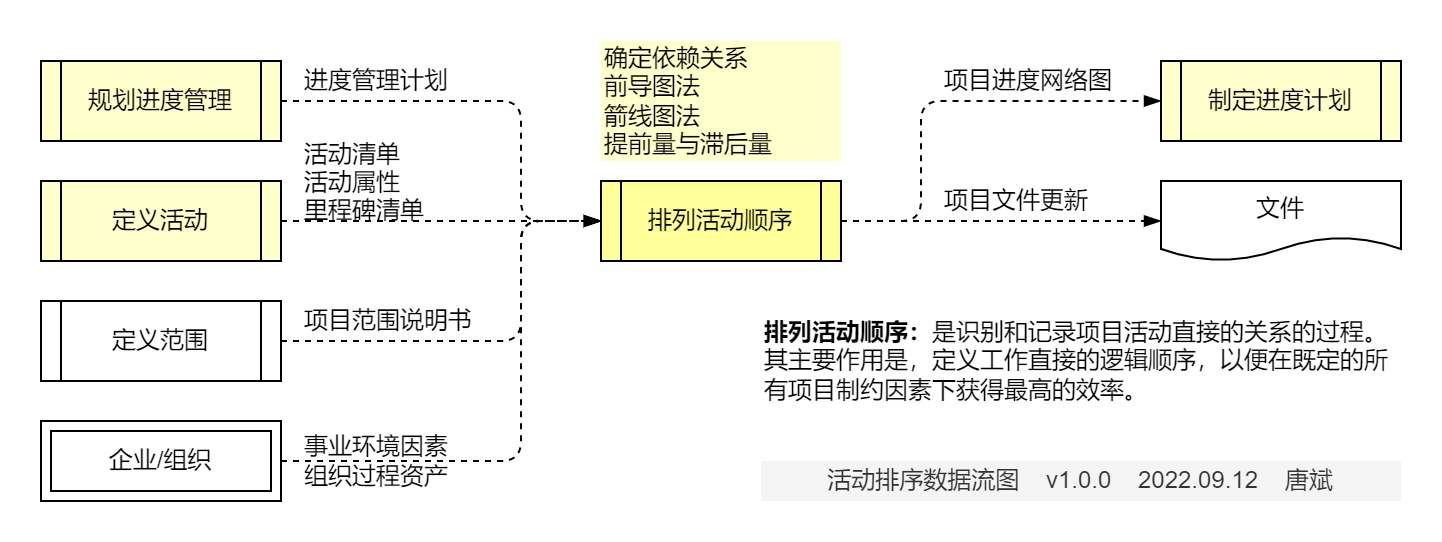 规划进度管理
进度管理计划
定义活动
活动清单
活动属性
里程碑清单
定义范围
项目范围说明书
企业/组织
事业环境因素
组织过程资产
确定依赖关系
前导图法
箭线图法
提前量与滞后量
排列活动顺序
项目进度网络图
制定进度计划
项目文件更新
文件
排列活动顺序：是识别和记录项目活动直接的关系的过程。
其主要作用是，定义工作直接的逻辑顺序，以便在既定的所
有项目制约因素下获得最高的效率。
活动排序数据流图 v1.0.0 2022.09.12 唐斌